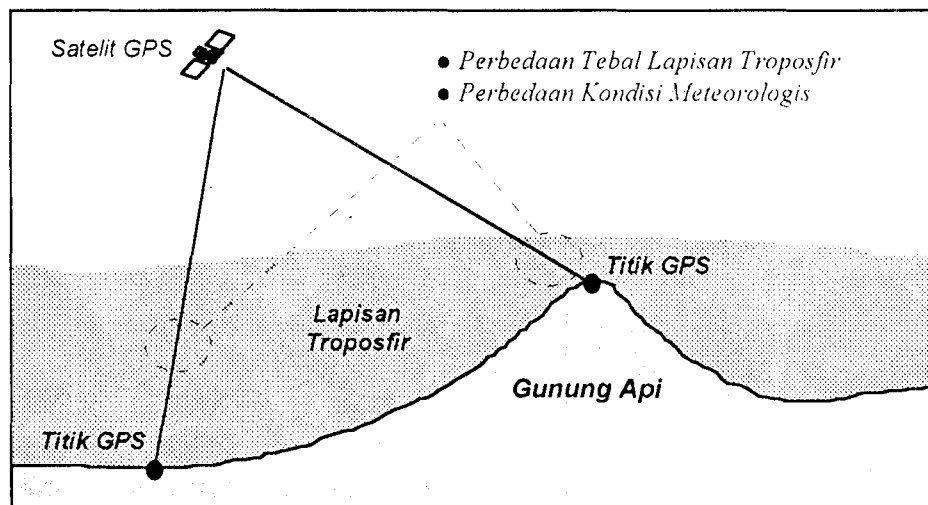 Satelit GPS
● Perbedaan Tebal Lapisan Troposfir
● Perbedaan Kondisi Meteorologis
Titik GPS
Lapisan
Troposfir
Gunung Api
Titik GPS